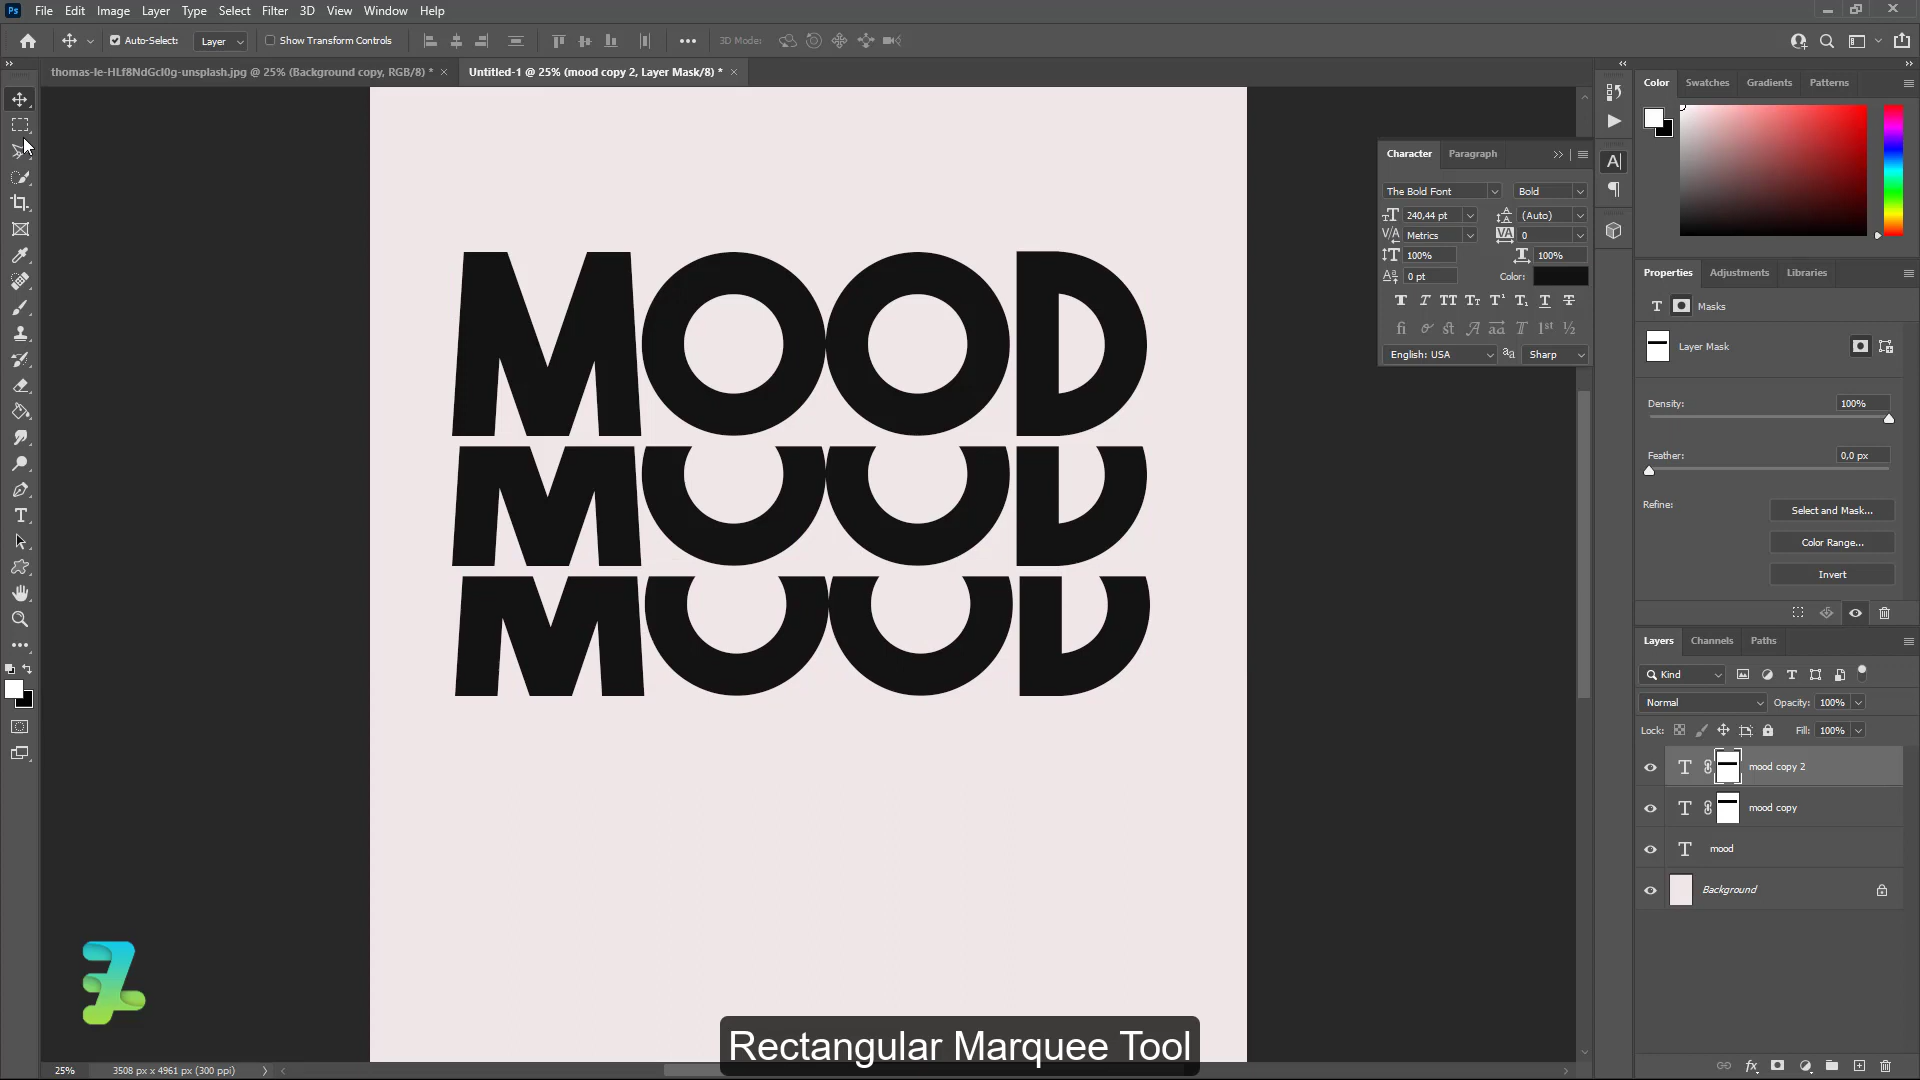 Ps File Edit Image Layer Type Select Filter 3D View Window Help
Auto-Select: Layer Show Transform Controls 3D Mode:
thomas-le-HLf8NdGcI0g-unsplash.jpg @ 25% (Background copy, RGB/8) *
Untitled-1 @ 25% (mood copy 2, Layer Mask/8) *
MOOD
MOOD
MOOD
Character Paragraph
The Bold Font Bold
240,44 pt (Auto)
Metrics 0
100% 100%
0 pt Color:
English: USA Sharp
Color Swatches Gradients Patterns
Properties Adjustments Libraries
Masks
Layer Mask
Density: 100%
Feather: 0,0 px
Refine: Select and Mask...
Color Range...
Invert
Layers Channels Paths
Kind
Normal Opacity: 100%
Lock: Fill: 100%
mood copy 2
mood copy
mood
Background
Rectangular Marquee Tool
25% 3508 px x 4961 px (300 ppi)